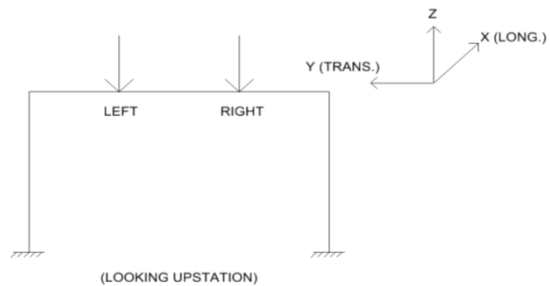 Z
X (LONG.)
Y (TRANS.)
LEFT
RIGHT
(LOOKING UPSTATION)